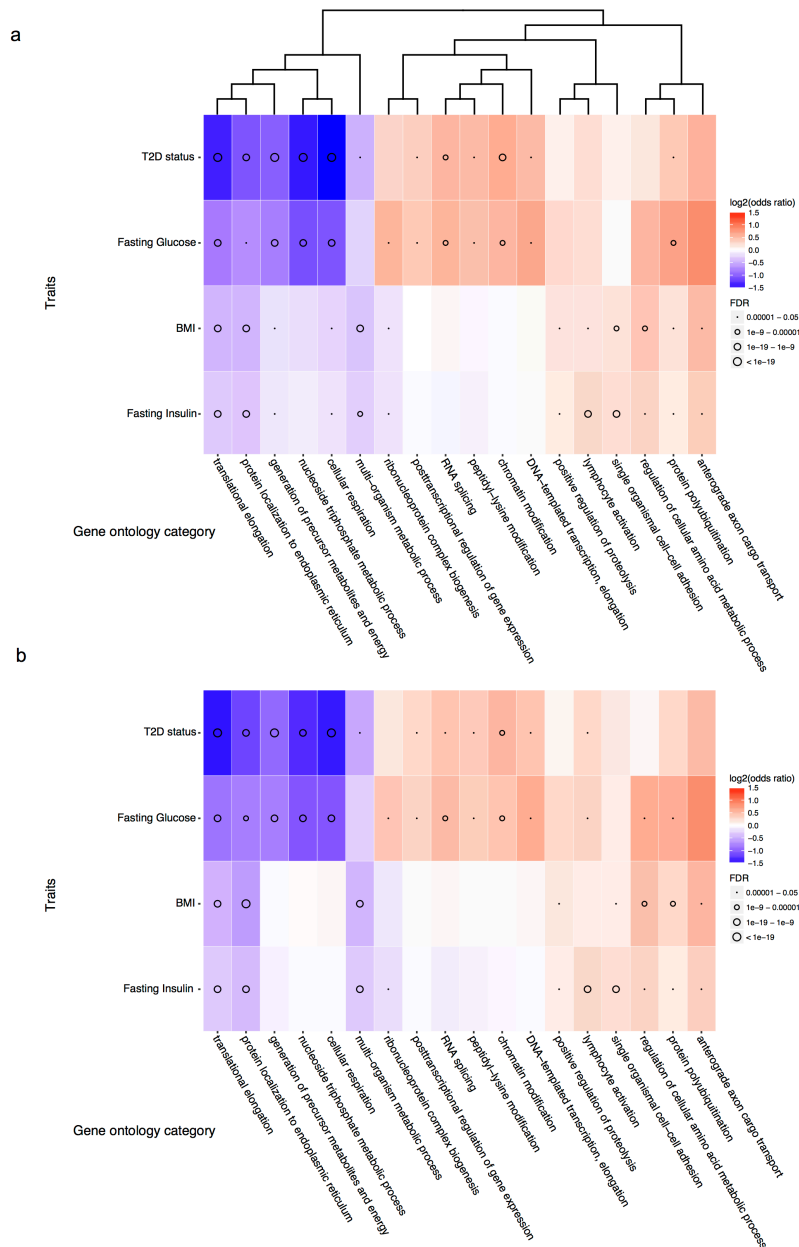 a
T2D status
Fasting Glucose
BMI
Fasting Insulin
Traits
log2(odds ratio)
1.5
1.0
0.5
0.0
−0.5
−1.0
−1.5
FDR
0.00001 − 0.05
1e−9 − 0.00001
1e−19 − 1e−9
< 1e−19
translational elongation
protein localization to endoplasmic reticulum
generation of precursor metabolites and energy
nucleoside triphosphate metabolic process
cellular respiration
multi−organism metabolic process
ribonucleoprotein complex biogenesis
posttranscriptional regulation of gene expression
RNA splicing
peptidyl−lysine modification
chromatin modification
DNA−templated transcription, elongation
positive regulation of proteolysis
lymphocyte activation
single organismal cell−cell adhesion
regulation of cellular amino acid metabolic process
protein polyubiquitination
anterograde axon cargo transport
Gene ontology category
b
T2D status
Fasting Glucose
BMI
Fasting Insulin
Traits
log2(odds ratio)
1.5
1.0
0.5
0.0
−0.5
−1.0
−1.5
FDR
0.00001 − 0.05
1e−9 − 0.00001
1e−19 − 1e−9
< 1e−19
translational elongation
protein localization to endoplasmic reticulum
generation of precursor metabolites and energy
nucleoside triphosphate metabolic process
cellular respiration
multi−organism metabolic process
ribonucleoprotein complex biogenesis
posttranscriptional regulation of gene expression
RNA splicing
peptidyl−lysine modification
chromatin modification
DNA−templated transcription, elongation
positive regulation of proteolysis
lymphocyte activation
single organismal cell−cell adhesion
regulation of cellular amino acid metabolic process
protein polyubiquitination
anterograde axon cargo transport
Gene ontology category